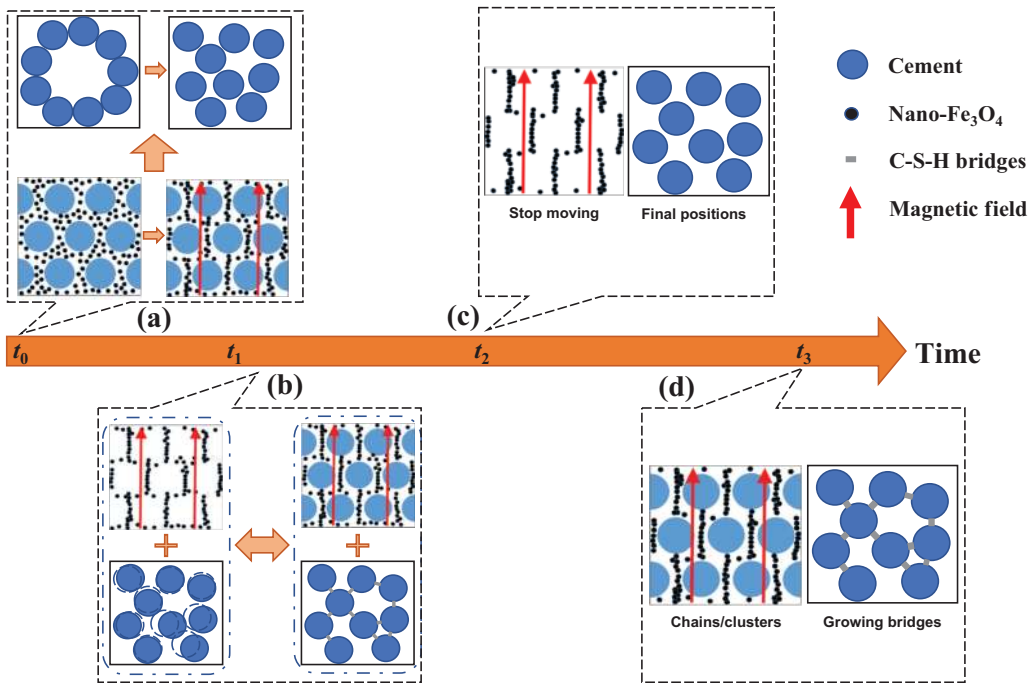 Cement
Nano-Fe₃O₄
C-S-H bridges
Magnetic field
Stop moving
Final positions
(a)
(c)
t₀
t₁
t₂
t₃
Time
(b)
(d)
Chains/clusters
Growing bridges